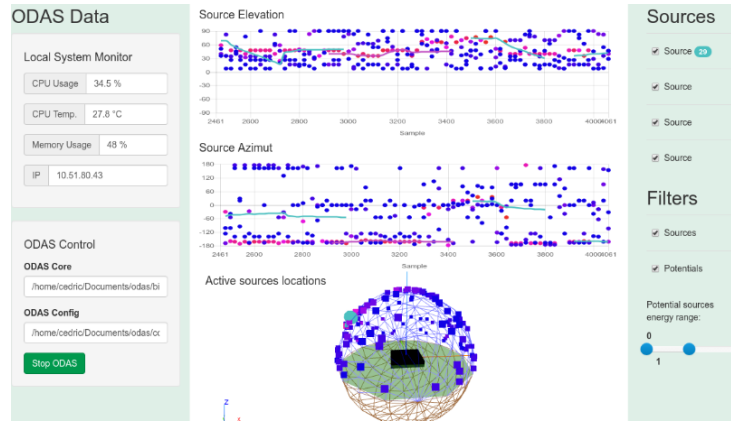 ODAS Data
Local System Monitor
CPU Usage 34.5 %
CPU Temp. 27.8 °C
Memory Usage 48 %
IP 10.51.80.43
ODAS Control
ODAS Core
/home/cedric/Documents/odas/bi
ODAS Config
/home/cedric/Documents/odas/cc
Stop ODAS
Source Elevation
90
60
30
0
-30
-60
-90
2461 2600 2800 3000 3200 3400 3600 3800 4000 4061
Sample
Source Azimut
180
120
60
0
-60
-120
-180
2461 2600 2800 3000 3200 3400 3600 3800 4000 4061
Sample
Active sources locations
Z
Sources
Source 29
Source
Source
Source
Filters
Sources
Potentials
Potential sources
energy range:
0
1